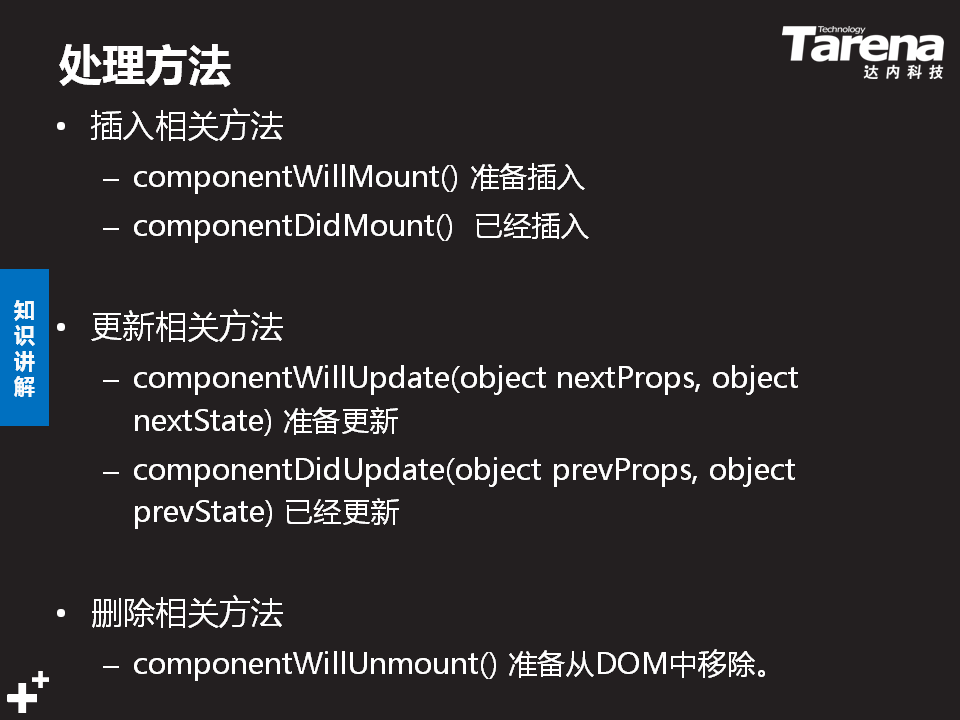 处理方法
Technology
Tarena
达内科技
• 插入相关方法
– componentWillMount() 准备插入
– componentDidMount() 已经插入
知识讲解
• 更新相关方法
– componentWillUpdate(object nextProps, object
nextState) 准备更新
– componentDidUpdate(object prevProps, object
prevState) 已经更新
• 删除相关方法
– componentWillUnmount() 准备从DOM中移除。